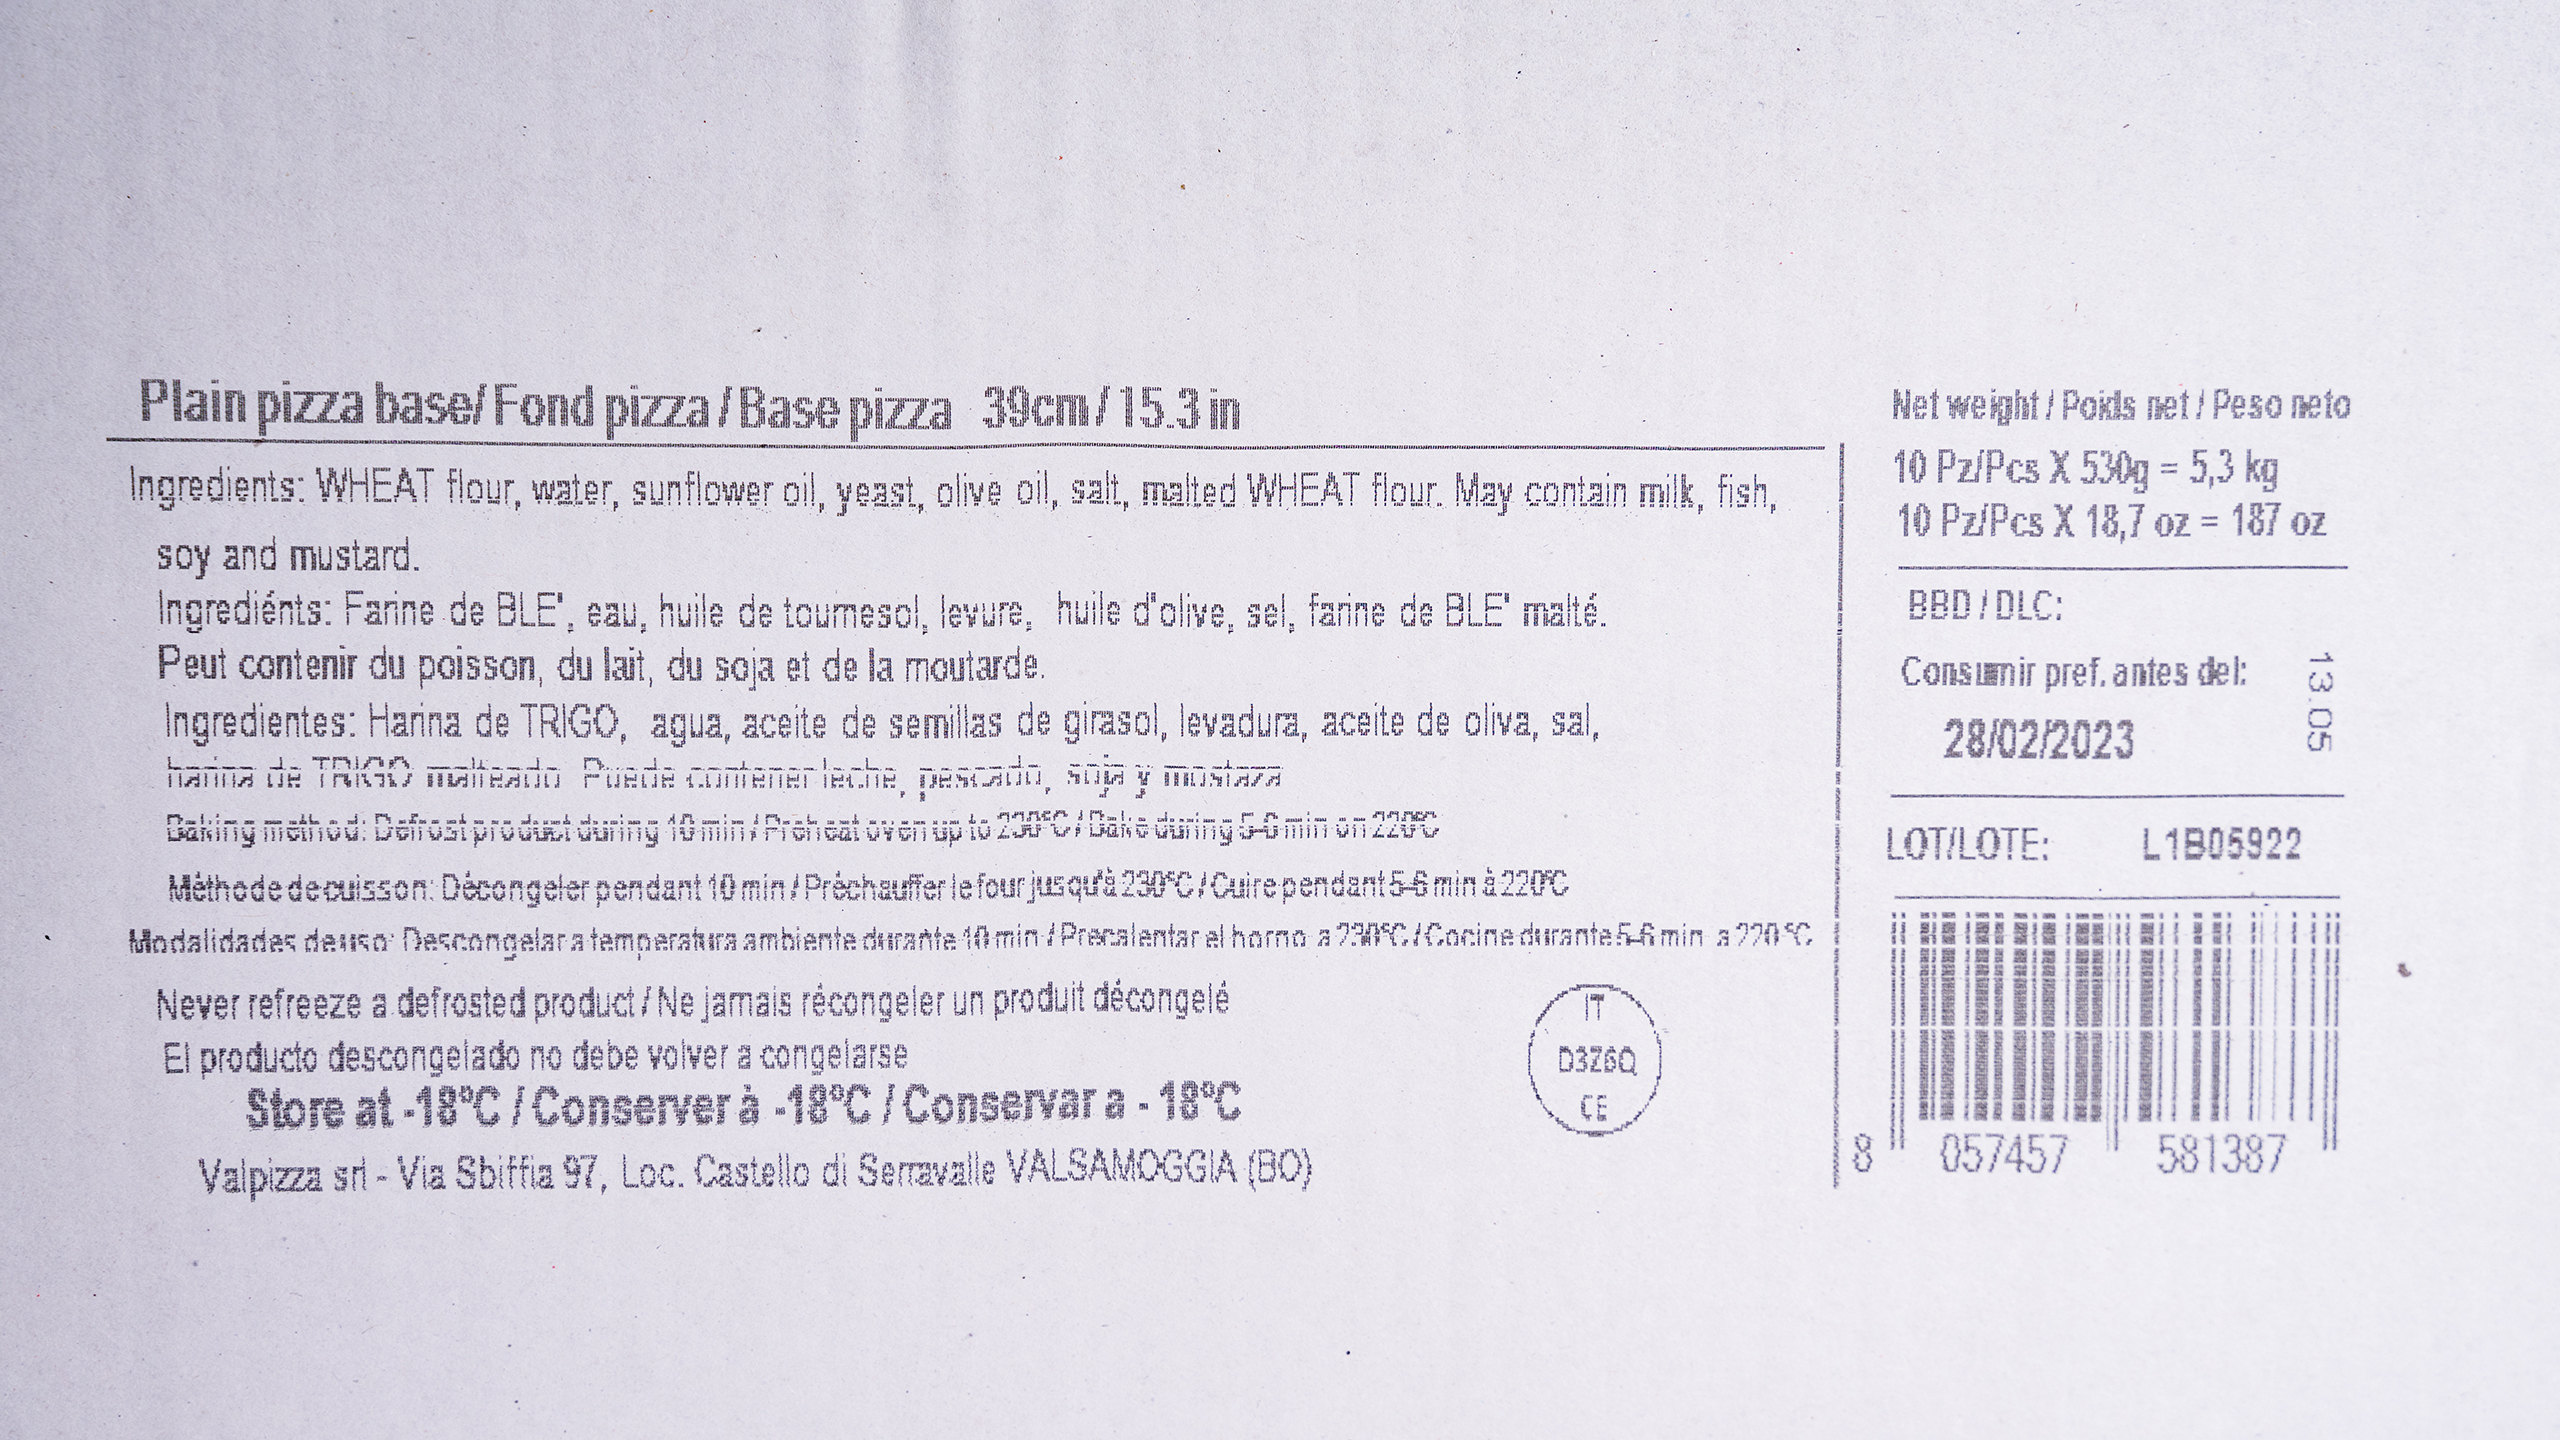 Plain pizza base/ Fond pizza / Base pizza 39cm / 15.3 in
Ingredients: WHEAT flour, water, sunflower oil, yeast, olive oil, salt, malted WHEAT flour. May contain milk, fish,
soy and mustard.
Ingrediénts: Farine de BLE', eau, huile de tournesol, levure, huile d'olive, sel, farine de BLE' malté.
Peut contenir du poisson, du lait, du soja et de la moutarde.
Ingredientes: Harina de TRIGO, agua, aceite de semillas de girasol, levadura, aceite de oliva, sal,
harina de TRIGO malteado Puede contener leche, pescado, soja y mostaza
Baking method: Defrost product during 10 min / Preheat oven up to 230ºC / Bake during 5-6 min on 220ºC
Méthode de cuisson: Décongeler pendant 10 min / Préchauffer le four jusqu'à 230ºC / Cuire pendant 5-6 min à 220ºC
Modalidades de uso: Descongelar a temperatura ambiente durante 10 min / Precalentar el horno a 230ºC / Cocine durante 5-6 min a 220 ºC
Never refreeze a defrosted product / Ne jamais récongeler un produit décongelé
El producto descongelado no debe volver a congelarse
Store at -18ºC / Conserver à -18ºC / Conservar a - 18ºC
Valpizza srl - Via Sbiffia 97, Loc. Castello di Serravalle VALSAMOGGIA (BO)
IT
D3Z6Q
CE
Net weight / Poids net / Peso neto
10 Pz/Pcs X 530g = 5,3 kg
10 Pz/Pcs X 18,7 oz = 187 oz
BBD / DLC:
Consumir pref. antes del:
28/02/2023
13.05
LOT/LOTE: L1B05922
8 057457 581387